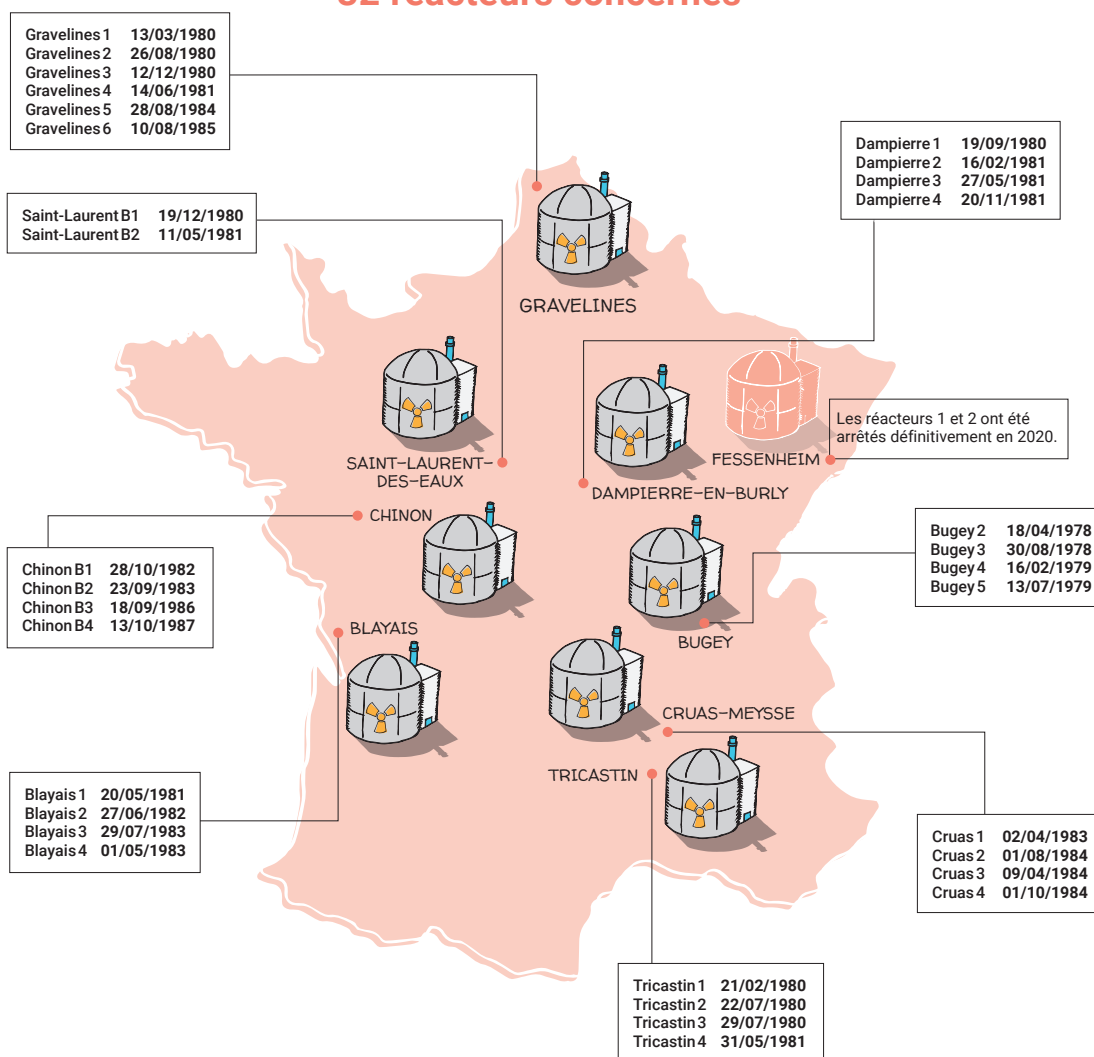 32 réacteurs concernés
Gravelines 1 13/03/1980
Gravelines 2 26/08/1980
Gravelines 3 12/12/1980
Gravelines 4 14/06/1981
Gravelines 5 28/08/1984
Gravelines 6 10/08/1985
Dampierre 1 19/09/1980
Dampierre 2 16/02/1981
Dampierre 3 27/05/1981
Dampierre 4 20/11/1981
Saint-Laurent B1 19/12/1980
Saint-Laurent B2 11/05/1981
GRAVELINES
Les réacteurs 1 et 2 ont été
arrêtés définitivement en 2020.
SAINT-LAURENT-
DES-EAUX
FESSENHEIM
DAMPIERRE-EN-BURLY
CHINON
Bugey 2 18/04/1978
Bugey 3 30/08/1978
Bugey 4 16/02/1979
Bugey 5 13/07/1979
Chinon B1 28/10/1982
Chinon B2 23/09/1983
Chinon B3 18/09/1986
Chinon B4 13/10/1987
BLAYAIS
BUGEY
CRUAS-MEYSSE
TRICASTIN
Blayais 1 20/05/1981
Blayais 2 27/06/1982
Blayais 3 29/07/1983
Blayais 4 01/05/1983
Cruas 1 02/04/1983
Cruas 2 01/08/1984
Cruas 3 09/04/1984
Cruas 4 01/10/1984
Tricastin 1 21/02/1980
Tricastin 2 22/07/1980
Tricastin 3 29/07/1980
Tricastin 4 31/05/1981